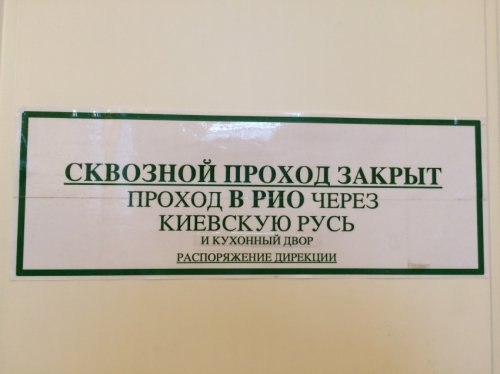 СКВОЗНОЙ ПРОХОД ЗАКРЫТ
ПРОХОД В РИО ЧЕРЕЗ
КИЕВСКУЮ РУСЬ
И КУХОННЫЙ ДВОР
РАСПОРЯЖЕНИЕ ДИРЕКЦИИ